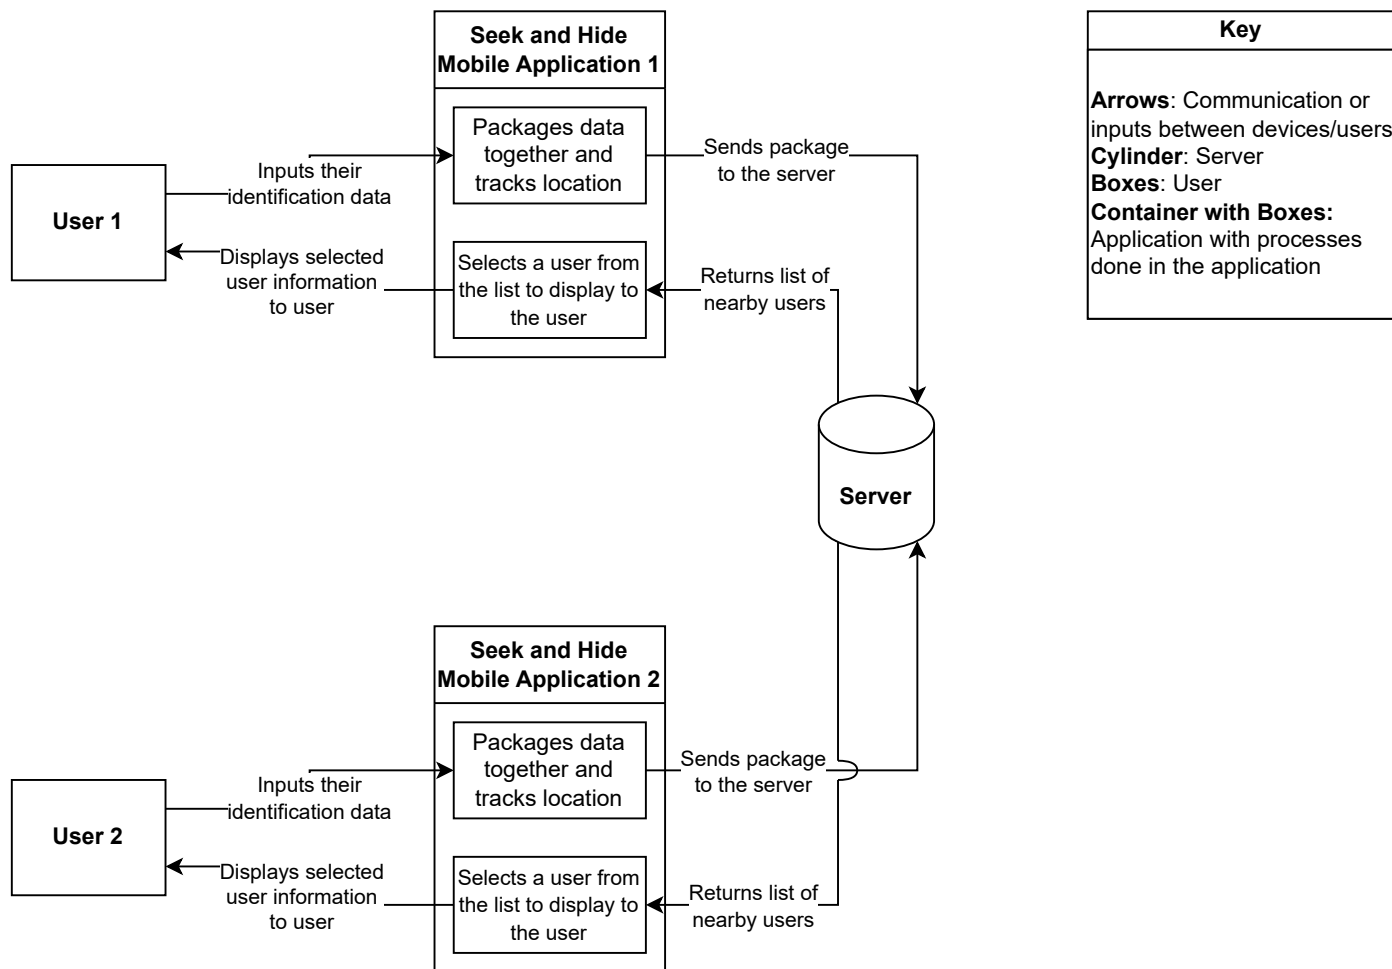 Seek and Hide
Mobile Application 1
Packages data
together and
tracks location
Selects a user from
the list to display to
the user
User 1
Inputs their
identification data
Displays selected
user information
to user
Sends package
to the server
Returns list of
nearby users
Key
Arrows: Communication or
inputs between devices/users
Cylinder: Server
Boxes: User
Container with Boxes:
Application with processes
done in the application
Server
Seek and Hide
Mobile Application 2
Packages data
together and
tracks location
Selects a user from
the list to display to
the user
User 2
Inputs their
identification data
Displays selected
user information
to user
Sends package
to the server
Returns list of
nearby users